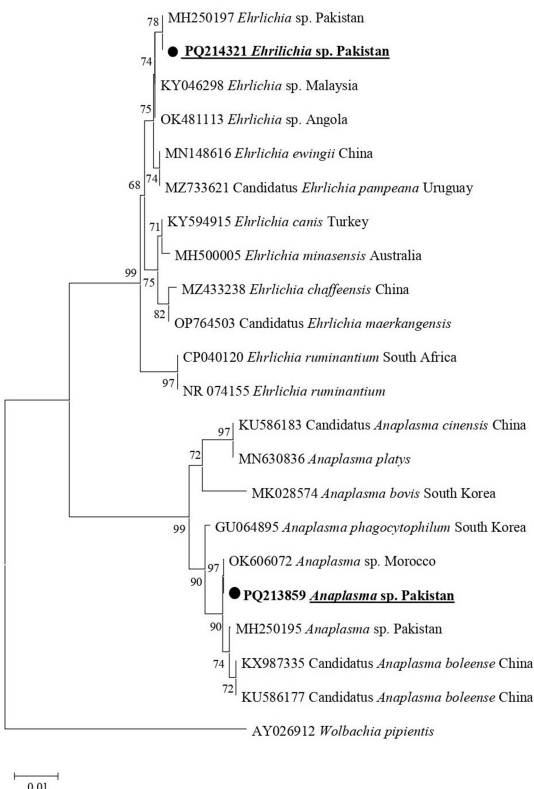 78
MH250197 Ehrlichia sp. Pakistan
PQ214321 Ehrilichia sp. Pakistan
74
KY046298 Ehrlichia sp. Malaysia
75
OK481113 Ehrlichia sp. Angola
MN148616 Ehrlichia ewingii China
74
68
MZ733621 Candidatus Ehrlichia pampeana Uruguay
KY594915 Ehrlichia canis Turkey
71
MH500005 Ehrlichia minasensis Australia
99
75
MZ433238 Ehrlichia chaffeensis China
82
OP764503 Candidatus Ehrlichia maerkangensis
CP040120 Ehrlichia ruminantium South Africa
97
NR 074155 Ehrlichia ruminantium
KU586183 Candidatus Anaplasma cinensis China
97
72
MN630836 Anaplasma platys
MK028574 Anaplasma bovis South Korea
99
GU064895 Anaplasma phagocytophilum South Korea
OK606072 Anaplasma sp. Morocco
97
90
PQ213859 Anaplasma sp. Pakistan
90
MH250195 Anaplasma sp. Pakistan
74
KX987335 Candidatus Anaplasma boleense China
72
KU586177 Candidatus Anaplasma boleense China
AY026912 Wolbachia pipientis
0.01